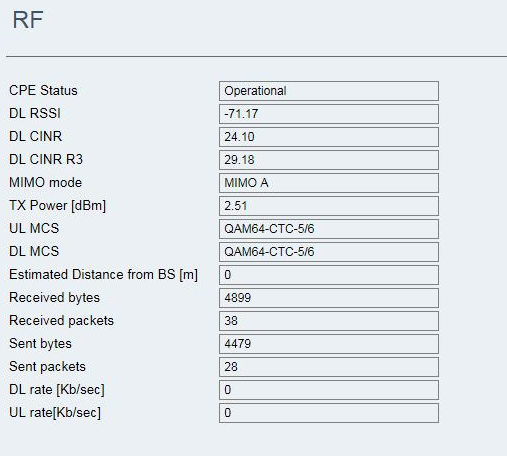 RF
CPE Status Operational
DL RSSI -71.17
DL CINR 24.10
DL CINR R3 29.18
MIMO mode MIMO A
TX Power [dBm] 2.51
UL MCS QAM64-CTC-5/6
DL MCS QAM64-CTC-5/6
Estimated Distance from BS [m] 0
Received bytes 4899
Received packets 38
Sent bytes 4479
Sent packets 28
DL rate [Kb/sec] 0
UL rate[Kb/sec] 0